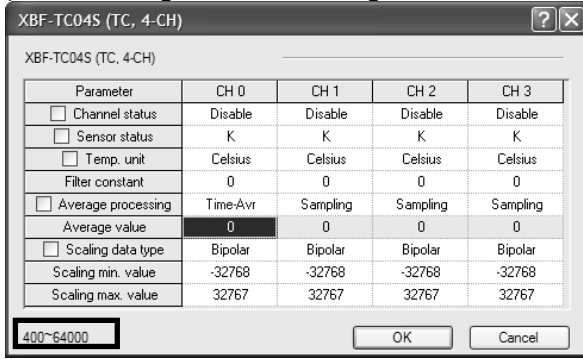 XBF-TC04S (TC, 4-CH)
XBF-TC04S (TC, 4-CH)
Parameter CH 0 CH 1 CH 2 CH 3
Channel status Disable Disable Disable Disable
Sensor status K K K K
Temp. unit Celsius Celsius Celsius Celsius
Filter constant 0 0 0 0
Average processing Time-Avr Sampling Sampling Sampling
Average value 0 0 0 0
Scaling data type Bipolar Bipolar Bipolar Bipolar
Scaling min. value -32768 -32768 -32768 -32768
Scaling max. value 32767 32767 32767 32767
400~64000 OK Cancel